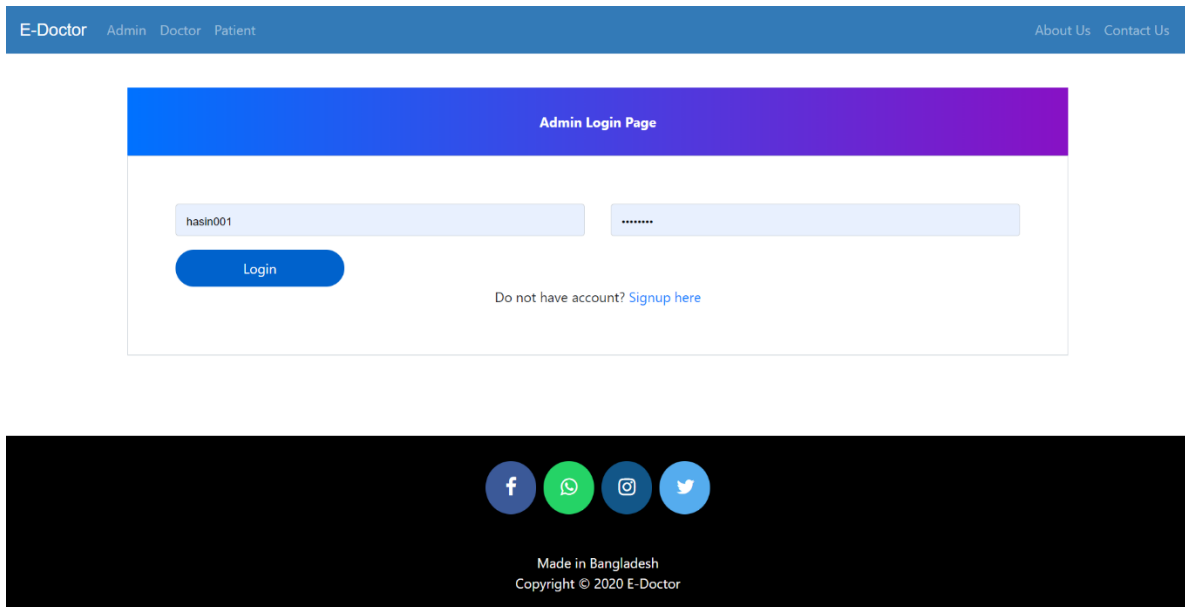 E-Doctor Admin Doctor Patient About Us Contact Us
Admin Login Page
hasin001 ••••••••
Login
Do not have account? Signup here
Made in Bangladesh
Copyright © 2020 E-Doctor